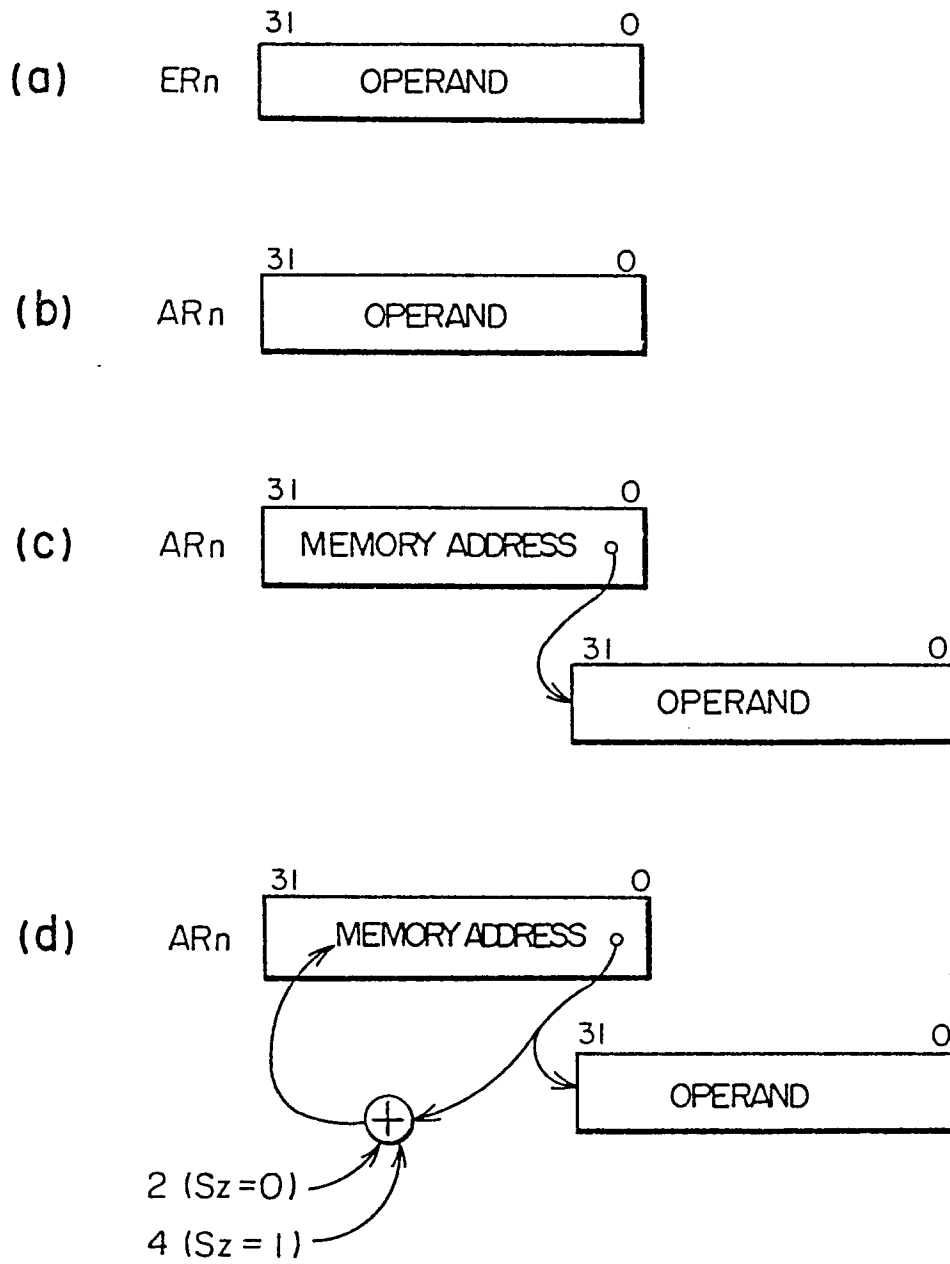 31 0
(a) ERn OPERAND
31 0
(b) ARn OPERAND
31 0
(c) ARn MEMORY ADDRESS
31 0
OPERAND
31 0
(d) ARn MEMORY ADDRESS
31 0
OPERAND
2 (Sz=0)
4 (Sz=1)